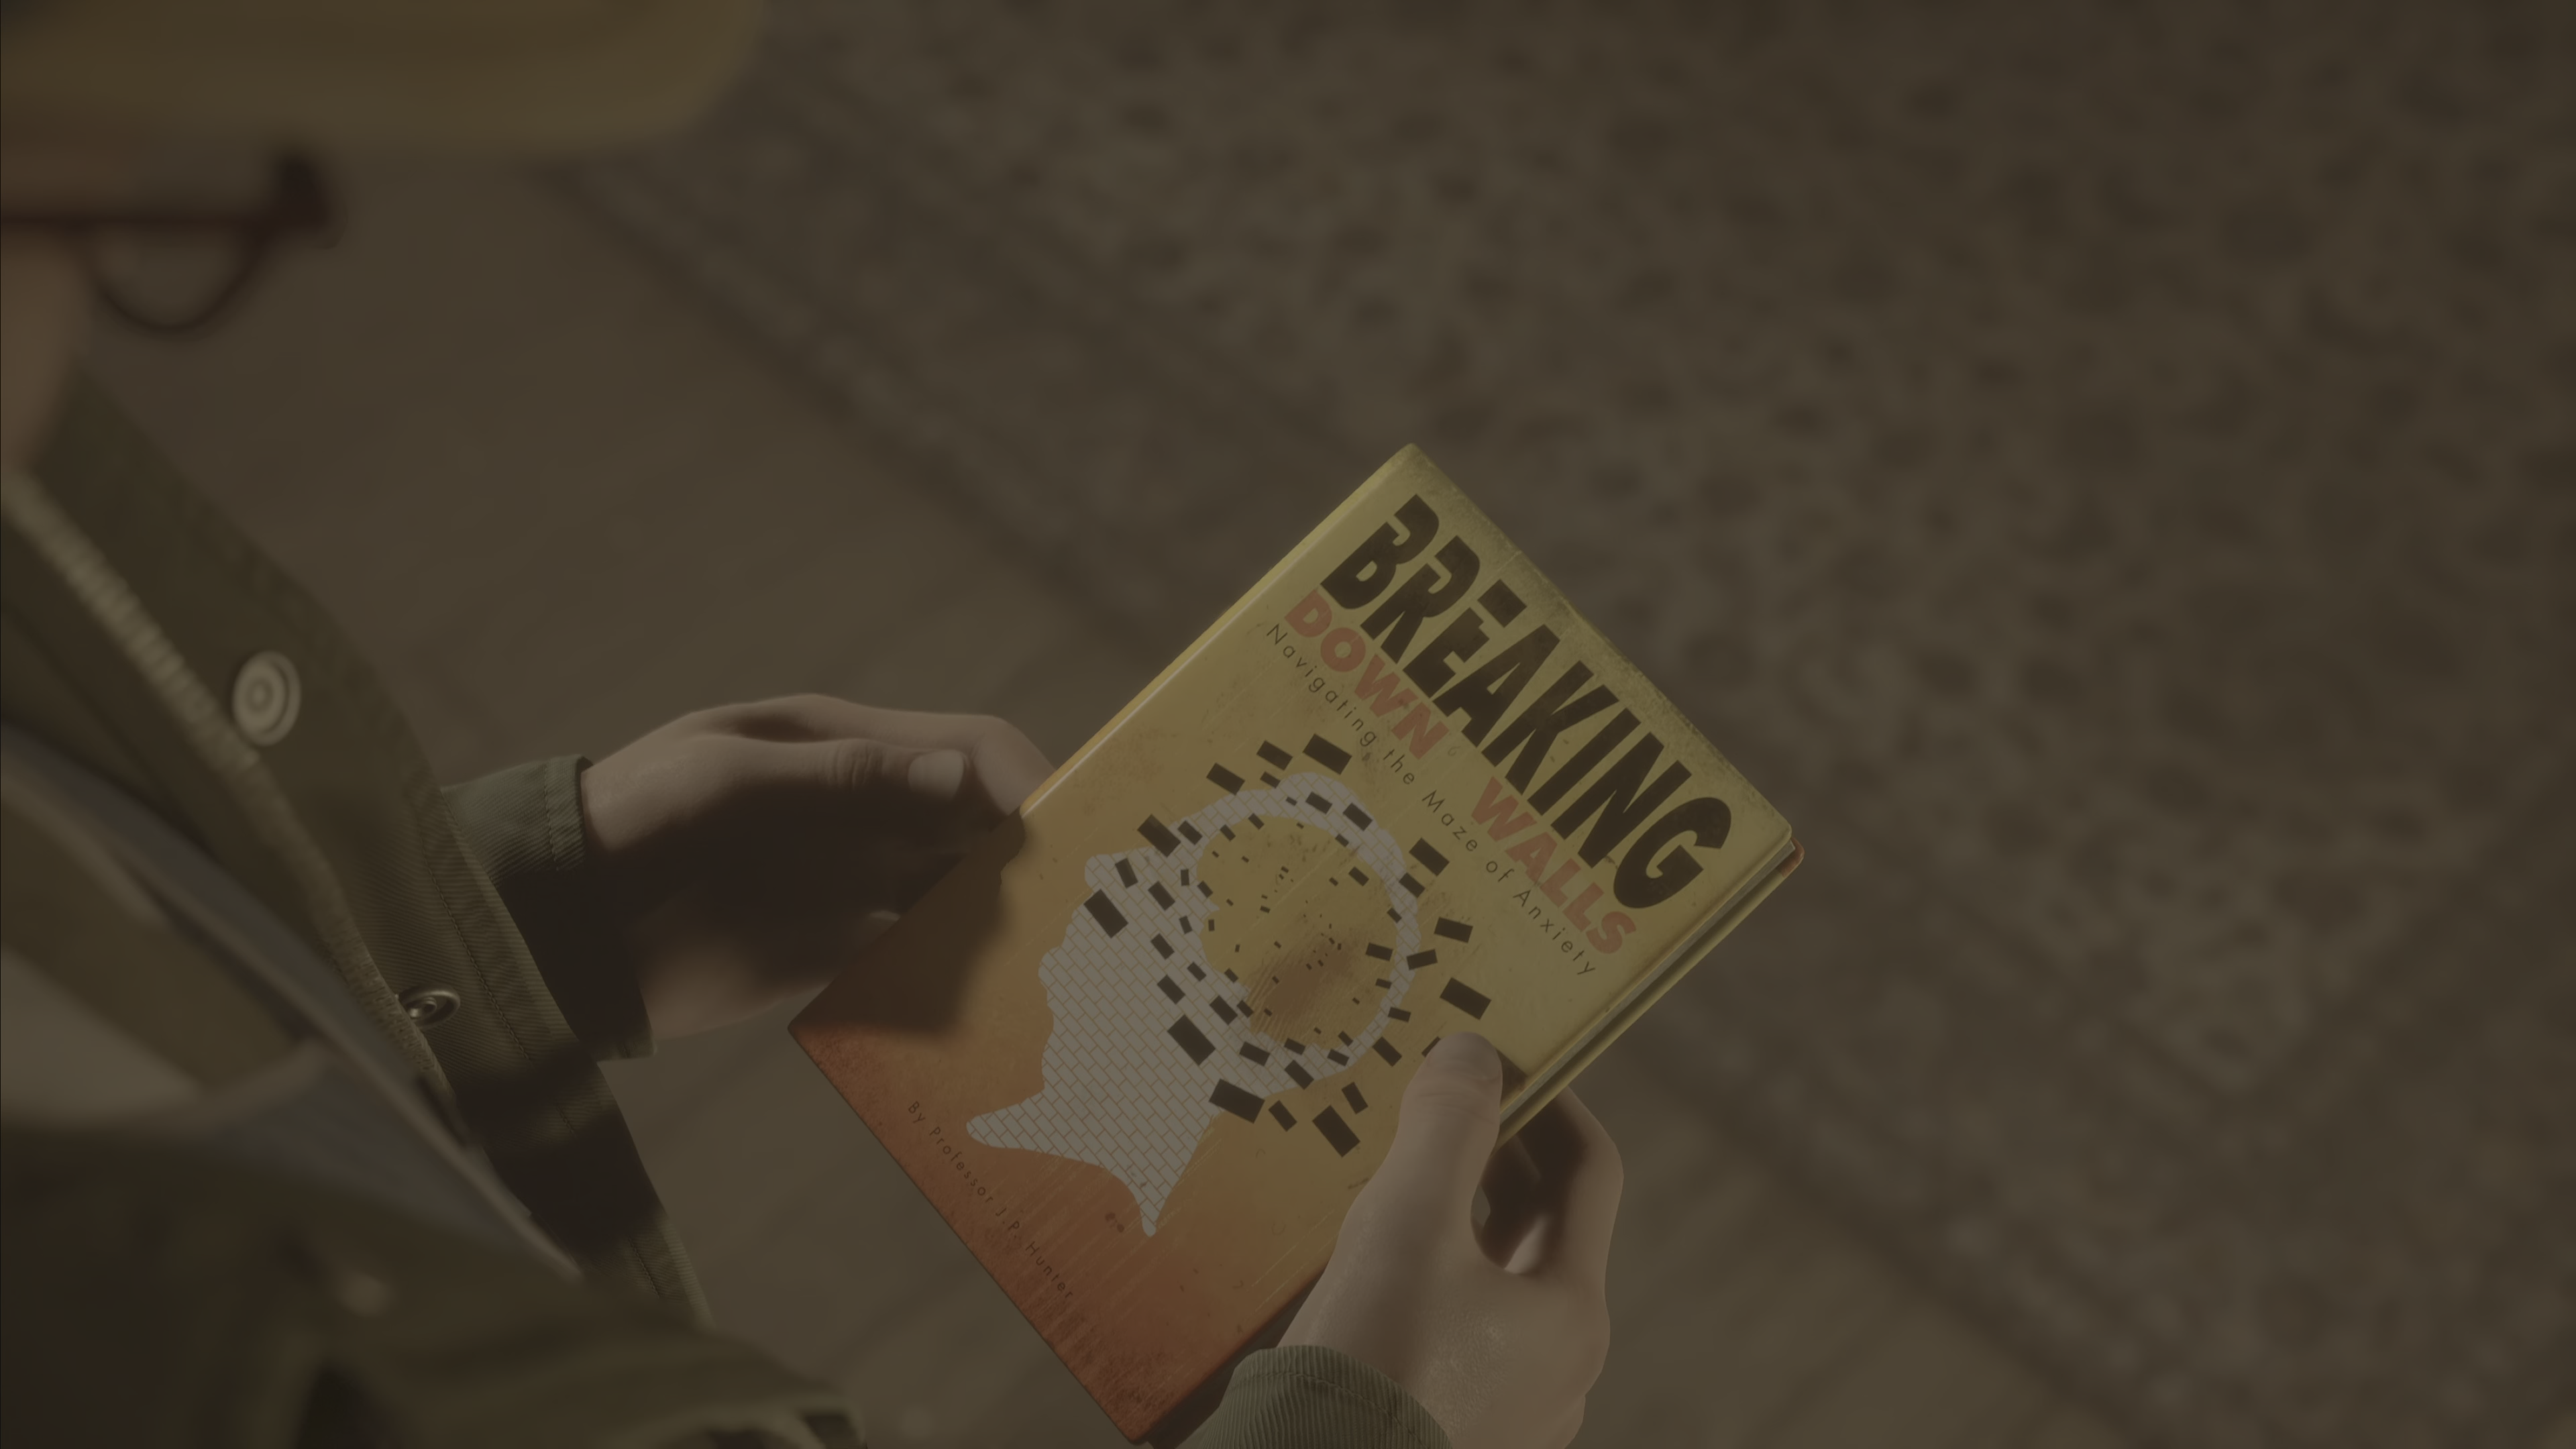 BREAKING
DOWN WALLS
Navigating the Maze of Anxiety
By Professor J.P. Hunter